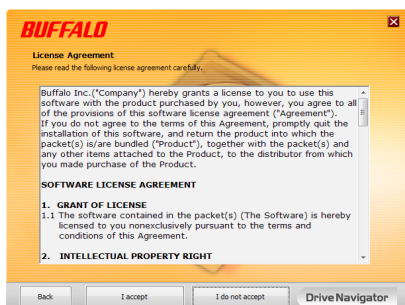 BUFFALO
License Agreement
Please read the following license agreement carefully.
Buffalo Inc.("Company") hereby grants a license to you to use this
software with the product purchased by you, however, you agree to all
of the provisions of this software license agreement ("Agreement").
If you do not agree to the terms of this Agreement, promptly quit the
installation of this software, and return the product into which the
packet(s) is/are bundled ("Product"), together with the packet(s) and
any other items attached to the Product, to the distributor from which
you made purchase of the Product.
SOFTWARE LICENSE AGREEMENT
1. GRANT OF LICENSE
1.1 The software contained in the packet(s) (The Software) is hereby
licensed to you nonexclusively pursuant to the terms and
conditions of this Agreement.
2. INTELLECTUAL PROPERTY RIGHT
Back
I accept
I do not accept
DriveNavigator